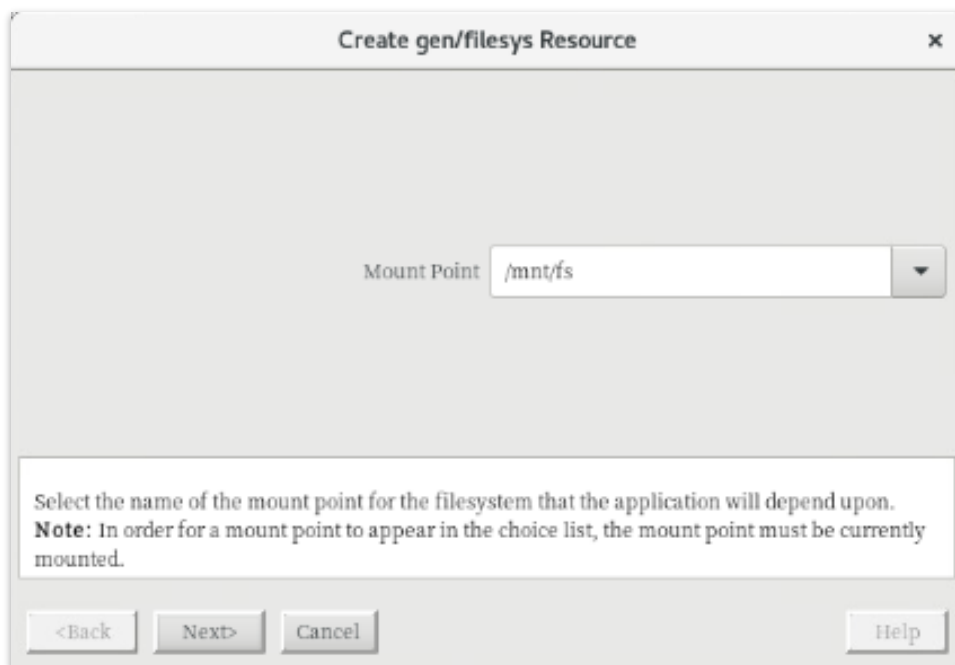 Create gen/filesys Resource ×
Mount Point /mnt/fs
Select the name of the mount point for the filesystem that the application will depend upon.
Note: In order for a mount point to appear in the choice list, the mount point must be currently
mounted.
<Back Next> Cancel Help